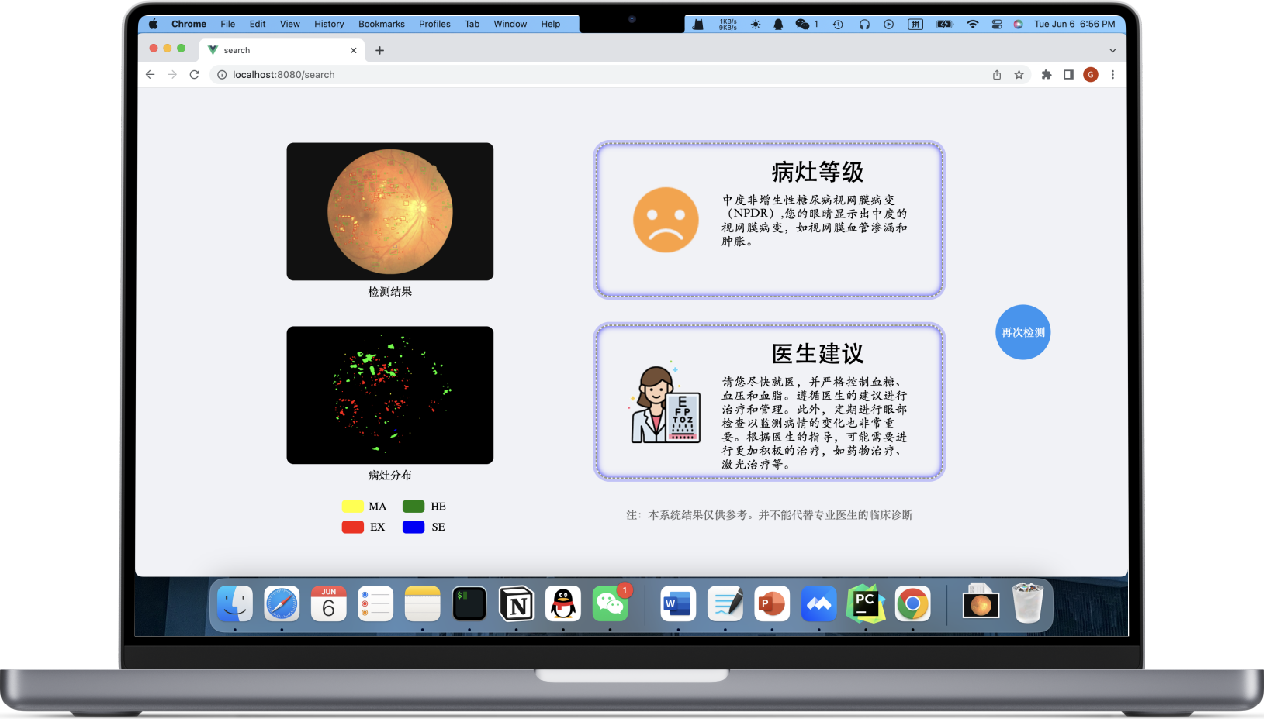 Chrome File Edit View History Bookmarks Profiles Tab Window Help
1KB/s
0KB/s
1
拼
Tue Jun 6 6:56 PM
search
localhost:8080/search
G
检测结果
病灶分布
MA
HE
EX
SE
病灶等级
中度非增生性糖尿病视网膜病变
（NPDR）,您的眼睛显示出中度的
视网膜病变，如视网膜血管渗漏和
肿胀。
医生建议
E
FP
TOZ
请您尽快就医，并严格控制血糖、
血压和血脂。遵循医生的建议进行
治疗和管理。此外，定期进行眼部
检查以监测病情的变化也非常重
要。根据医生的指导，可能需要进
行更加积极的治疗，如药物治疗、
激光治疗等。
注：本系统结果仅供参考。并不能代替专业医生的临床诊断
再次检测
JUN
6
$
N
1
W
P
PC